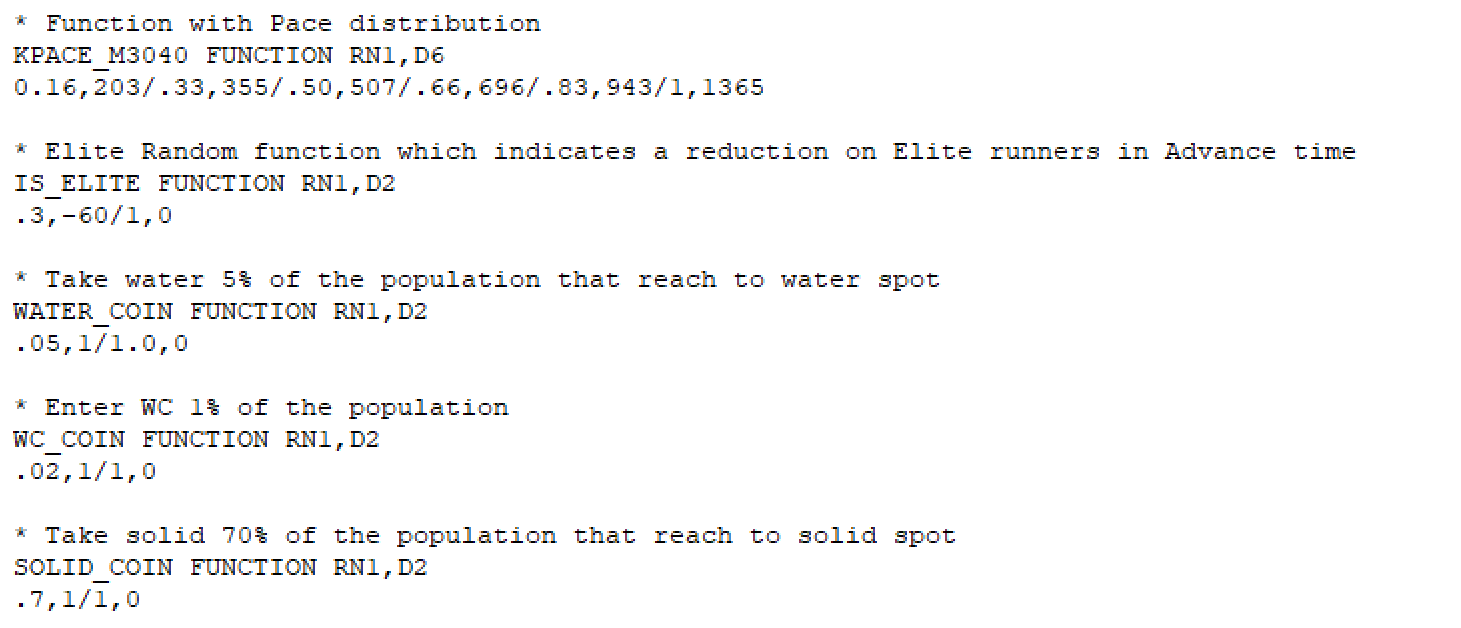 * Function with Pace distribution
KPACE_M3040 FUNCTION RN1,D6
0.16,203/.33,355/.50,507/.66,696/.83,943/1,1365
* Elite Random function which indicates a reduction on Elite runners in Advance time
IS_ELITE FUNCTION RN1,D2
.3,-60/1,0
* Take water 5% of the population that reach to water spot
WATER_COIN FUNCTION RN1,D2
.05,1/1.0,0
* Enter WC 1% of the population
WC_COIN FUNCTION RN1,D2
.02,1/1,0
* Take solid 70% of the population that reach to solid spot
SOLID_COIN FUNCTION RN1,D2
.7,1/1,0